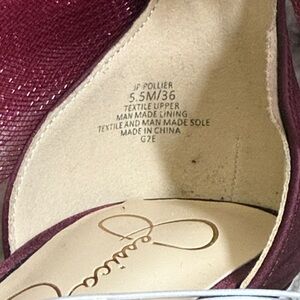 JP POLLIER
5.5M/36
TEXTILE UPPER
MAN MADE LINING
TEXTILE AND MAN MADE SOLE
MADE IN CHINA
G7E
Jessica